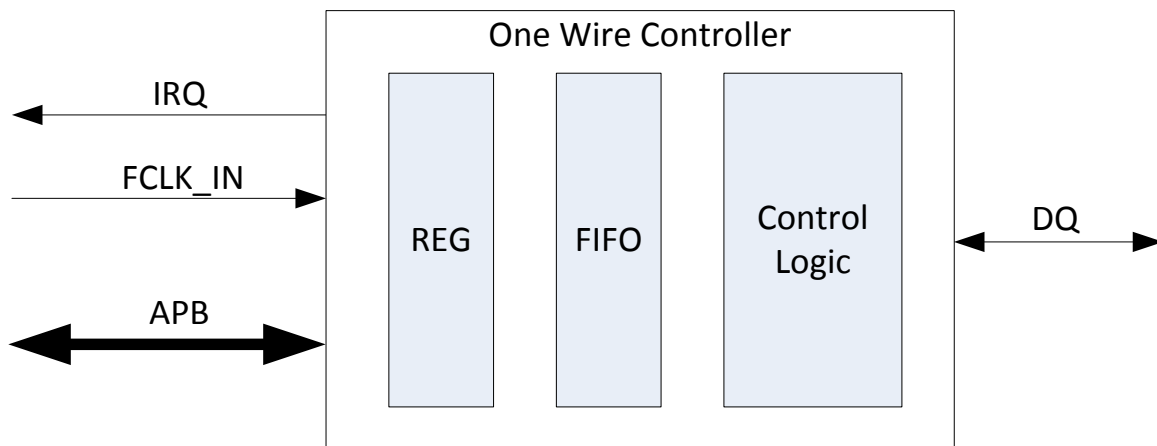 One Wire Controller
IRQ
FCLK_IN
APB
REG
FIFO
Control
Logic
DQ